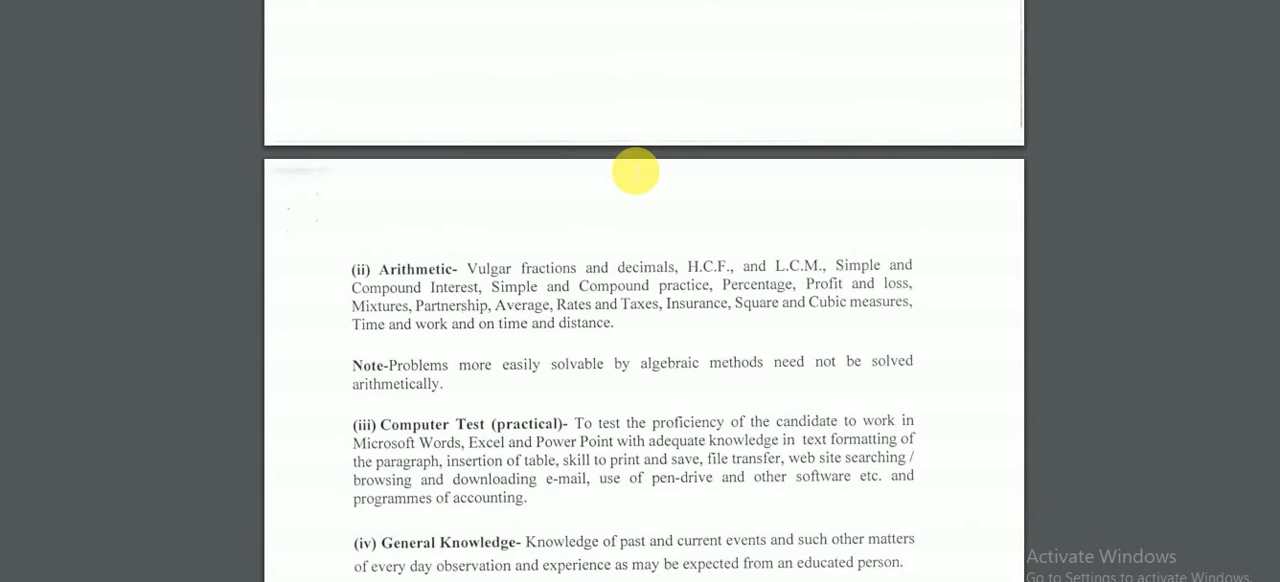 (ii) Arithmetic- Vulgar fractions and decimals, H.C.F., and L.C.M., Simple and
Compound Interest, Simple and Compound practice, Percentage, Profit and loss,
Mixtures, Partnership, Average, Rates and Taxes, Insurance, Square and Cubic measures,
Time and work and on time and distance.
Note-Problems more easily solvable by algebraic methods need not be solved
arithmetically.
(iii) Computer Test (practical)- To test the proficiency of the candidate to work in
Microsoft Words, Excel and Power Point with adequate knowledge in text formatting of
the paragraph, insertion of table, skill to print and save, file transfer, web site searching /
browsing and downloading e-mail, use of pen-drive and other software etc. and
programmes of accounting.
(iv) General Knowledge- Knowledge of past and current events and such other matters
of every day observation and experience as may be expected from an educated person.
Activate Windows
Go to Settings to activate Windows.